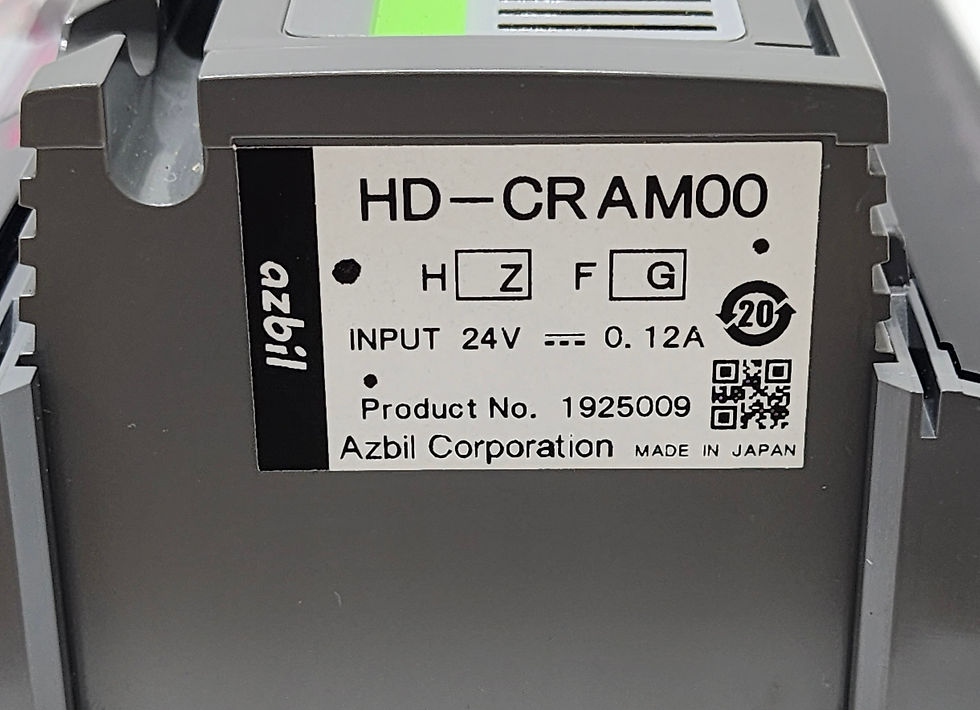 HD-CRAM00
azbil
H Z F G
20
INPUT 24V ⎓ 0.12A
Product No. 1925009
Azbil Corporation MADE IN JAPAN